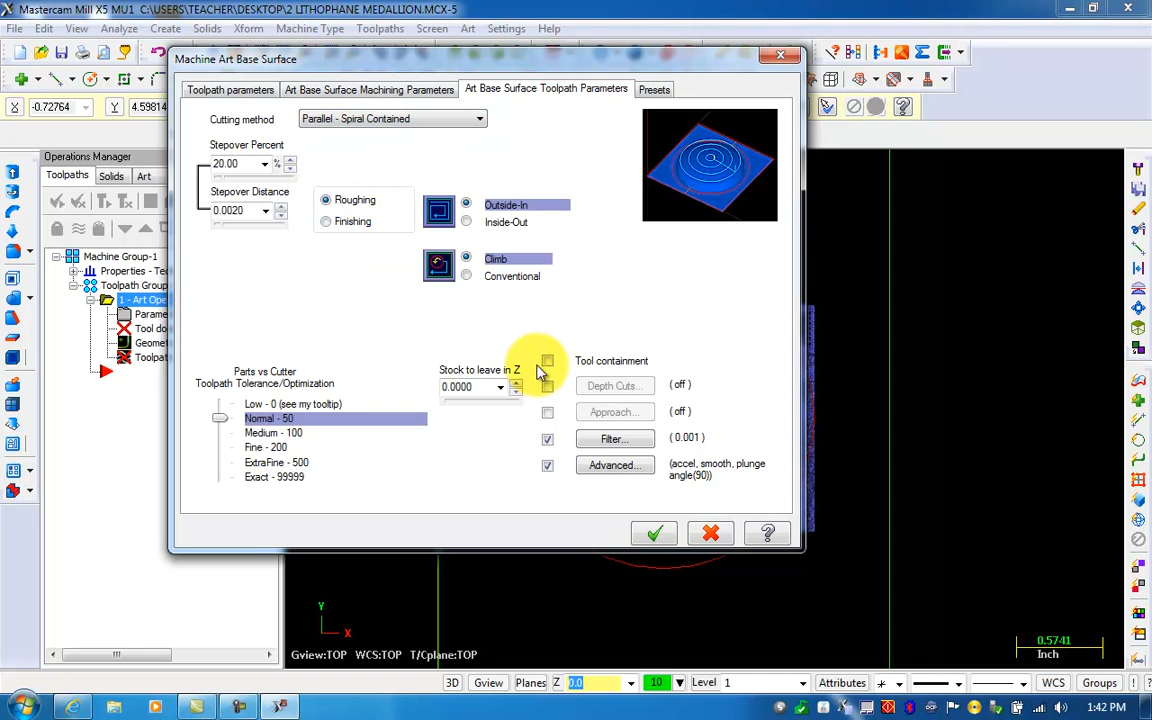 Mastercam Mill X5 MU1 C:\USERS\TEACHER\DESKTOP\2 LITHOPHANE MEDALLION.MCX-5
File Edit View Analyze Create Solids Xform Machine Type Toolpaths Screen Art Settings Help
Machine Art Base Surface
Toolpath parameters Art Base Surface Machining Parameters Art Base Surface Toolpath Parameters Presets
X -0.72764 Y 4.59814
Cutting method Parallel - Spiral Contained
Stepover Percent
20.00 %
Stepover Distance
0.0020
Roughing
Finishing
Outside-In
Inside-Out
Climb
Conventional
Operations Manager
Toolpaths Solids Art
Machine Group-1
Properties - Te
Toolpath Group
1 - Art Ope
Parame
Tool do
Geomet
Toolpat
Parts vs Cutter
Toolpath Tolerance/Optimization
Low - 0 (see my tooltip)
Normal - 50
Medium - 100
Fine - 200
ExtraFine - 500
Exact - 99999
Stock to leave in Z
0.0000
Tool containment
Depth Cuts... ( off )
Approach... ( off )
Filter... ( 0.001 )
Advanced... (accel, smooth, plunge
angle(90))
Y
X
0.5741
Inch
Gview:TOP WCS:TOP T/Cplane:TOP
3D Gview Planes Z 0.0 10 Level 1 Attributes WCS Groups
1:42 PM